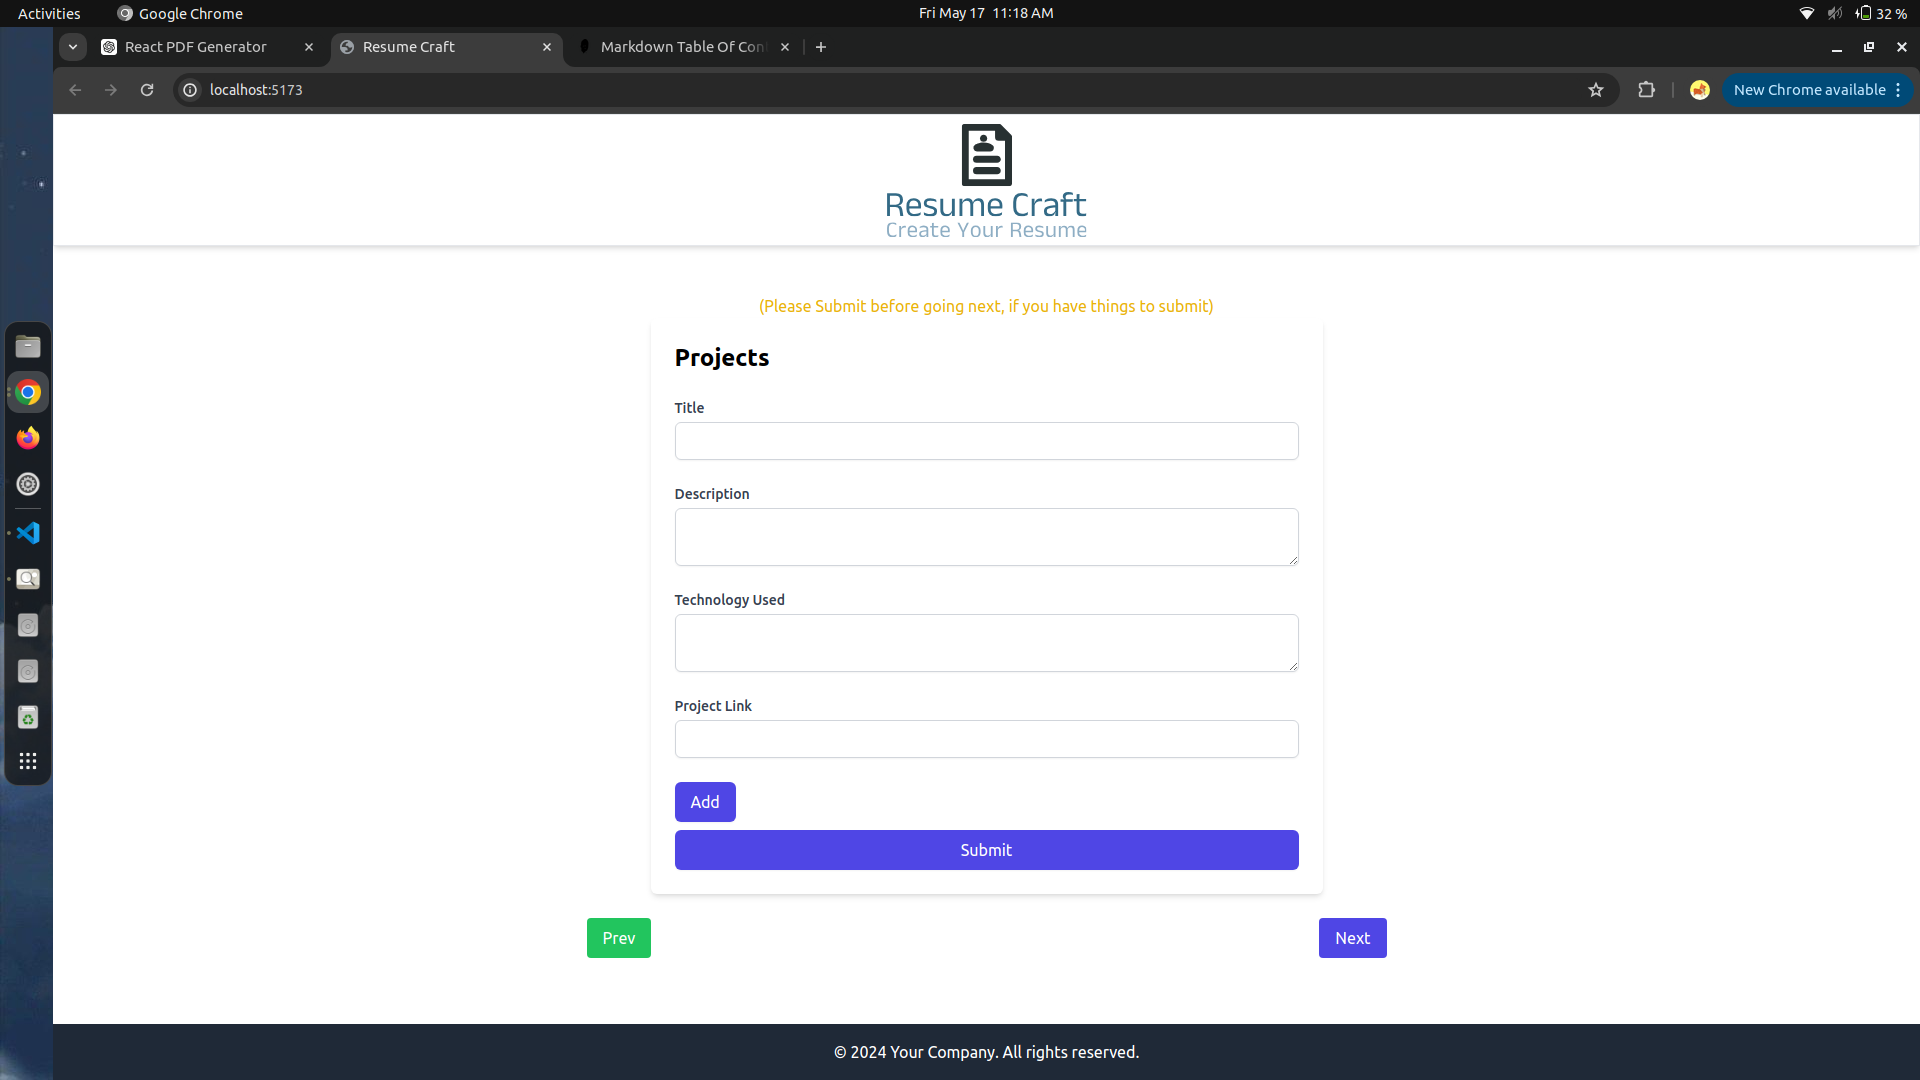 Activities
Google Chrome
Fri May 17 11:18 AM
32 %
React PDF Generator
Resume Craft
Markdown Table Of Con
localhost:5173
New Chrome available
Resume Craft
Create Your Resume
(Please Submit before going next, if you have things to submit)
Projects
Title
Description
Technology Used
Project Link
Add
Submit
Prev
Next
© 2024 Your Company. All rights reserved.